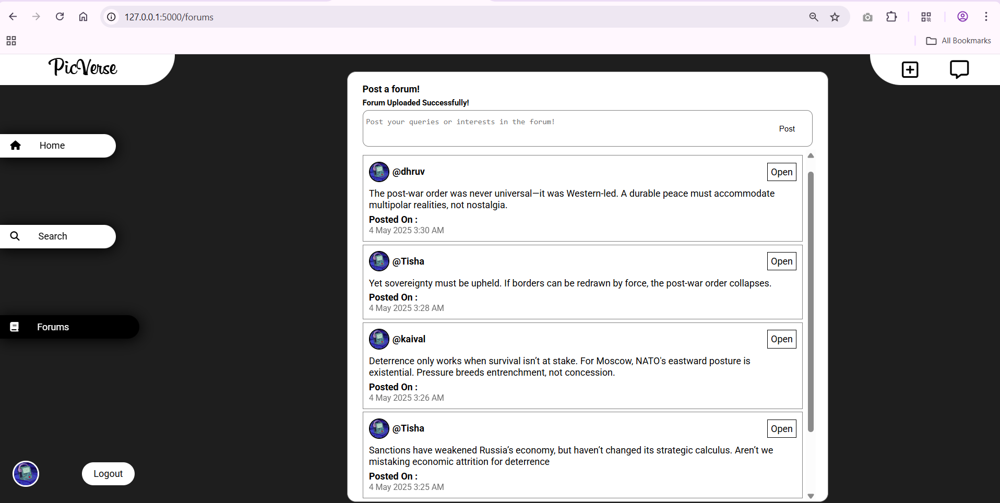 127.0.0.1:5000/forums
All Bookmarks
PicVerse
Post a forum!
Forum Uploaded Successfully!
Post your queries or interests in the forum!
Post
Home
Search
Forums
Logout
@dhruv
Open
The post-war order was never universal—it was Western-led. A durable peace must accommodate
multipolar realities, not nostalgia.
Posted On :
4 May 2025 3:30 AM
@Tisha
Open
Yet sovereignty must be upheld. If borders can be redrawn by force, the post-war order collapses.
Posted On :
4 May 2025 3:28 AM
@kaival
Open
Deterrence only works when survival isn’t at stake. For Moscow, NATO's eastward posture is
existential. Pressure breeds entrenchment, not concession.
Posted On :
4 May 2025 3:26 AM
@Tisha
Open
Sanctions have weakened Russia’s economy, but haven’t changed its strategic calculus. Aren’t we
mistaking economic attrition for deterrence
Posted On :
4 May 2025 3:25 AM